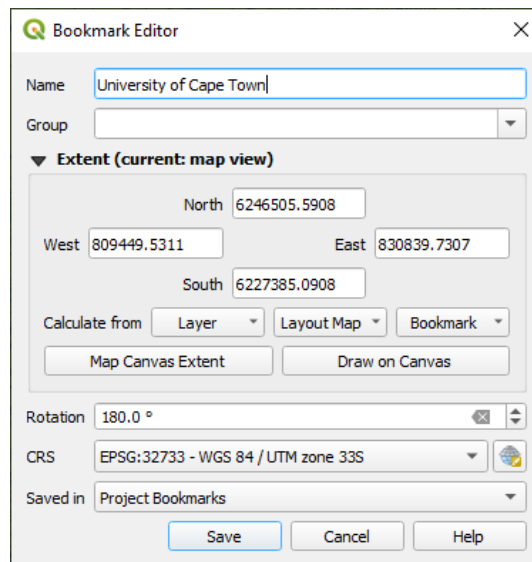 Bookmark Editor
Name University of Cape Town
Group
Extent (current: map view)
North 6246505.5908
West 809449.5311 East 830839.7307
South 6227385.0908
Calculate from Layer Layout Map Bookmark
Map Canvas Extent Draw on Canvas
Rotation 180.0 °
CRS EPSG:32733 - WGS 84 / UTM zone 33S
Saved in Project Bookmarks
Save Cancel Help